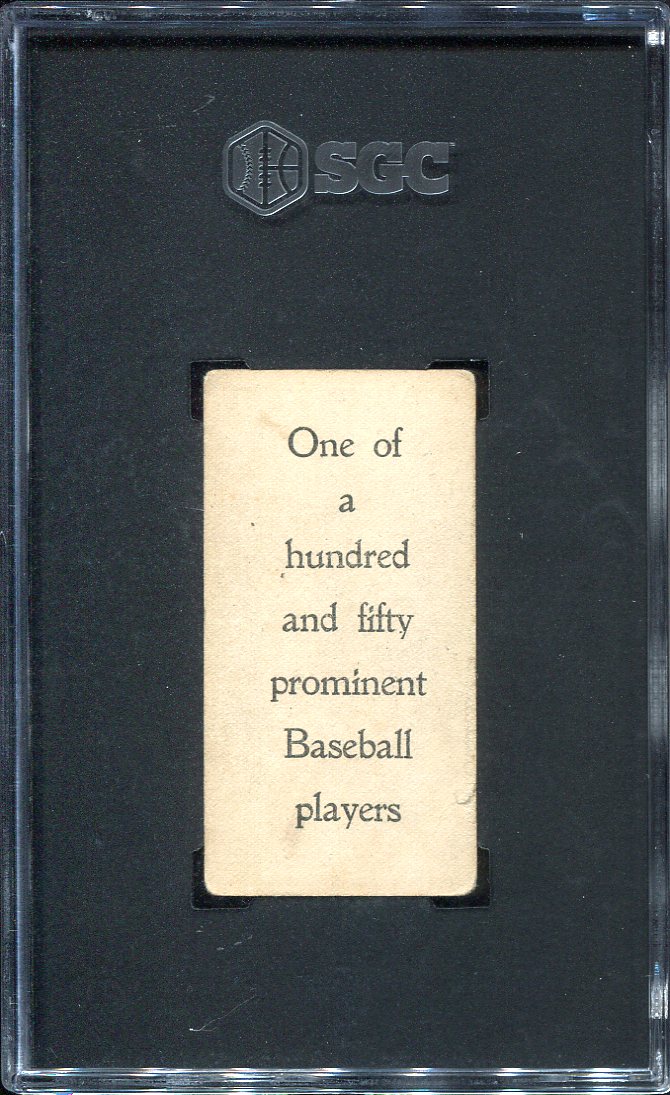 SGC
One of
a
hundred
and fifty
prominent
Baseball
players